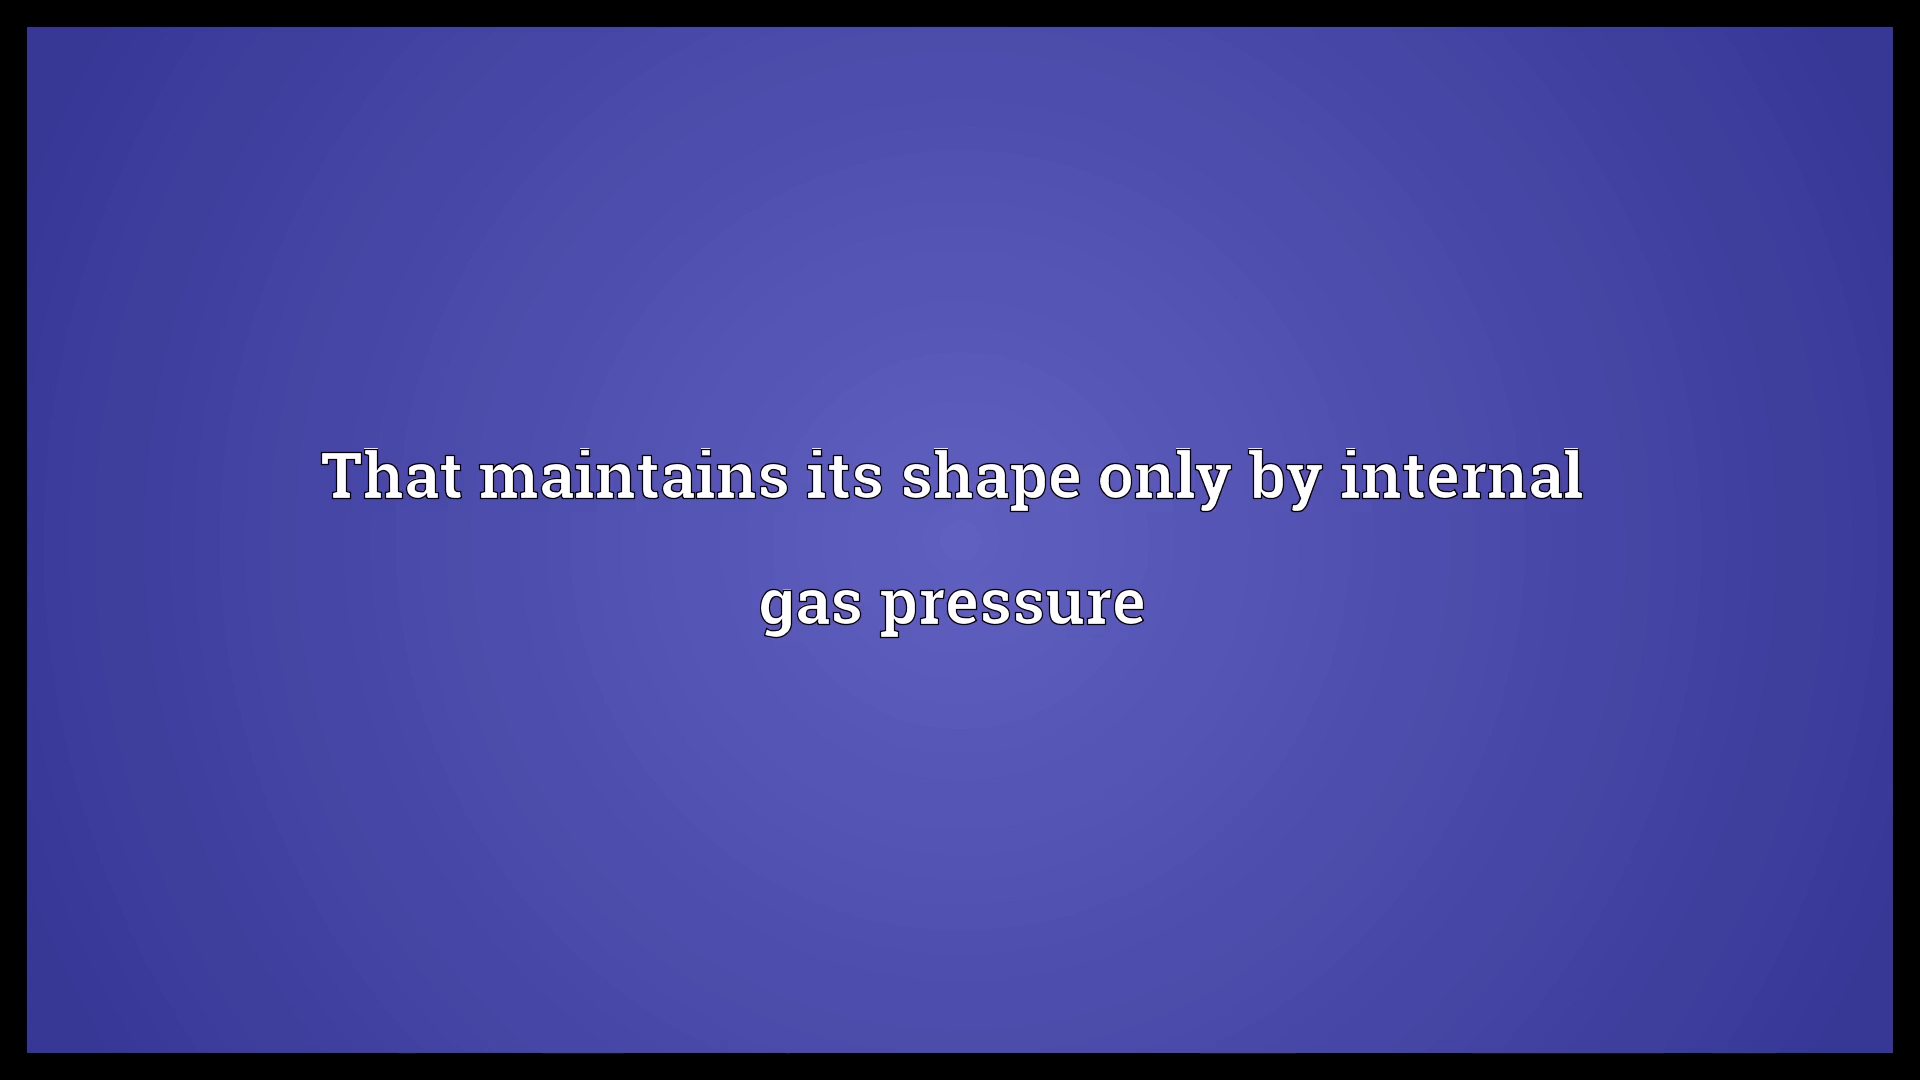 That maintains its shape only by internal
gas pressure